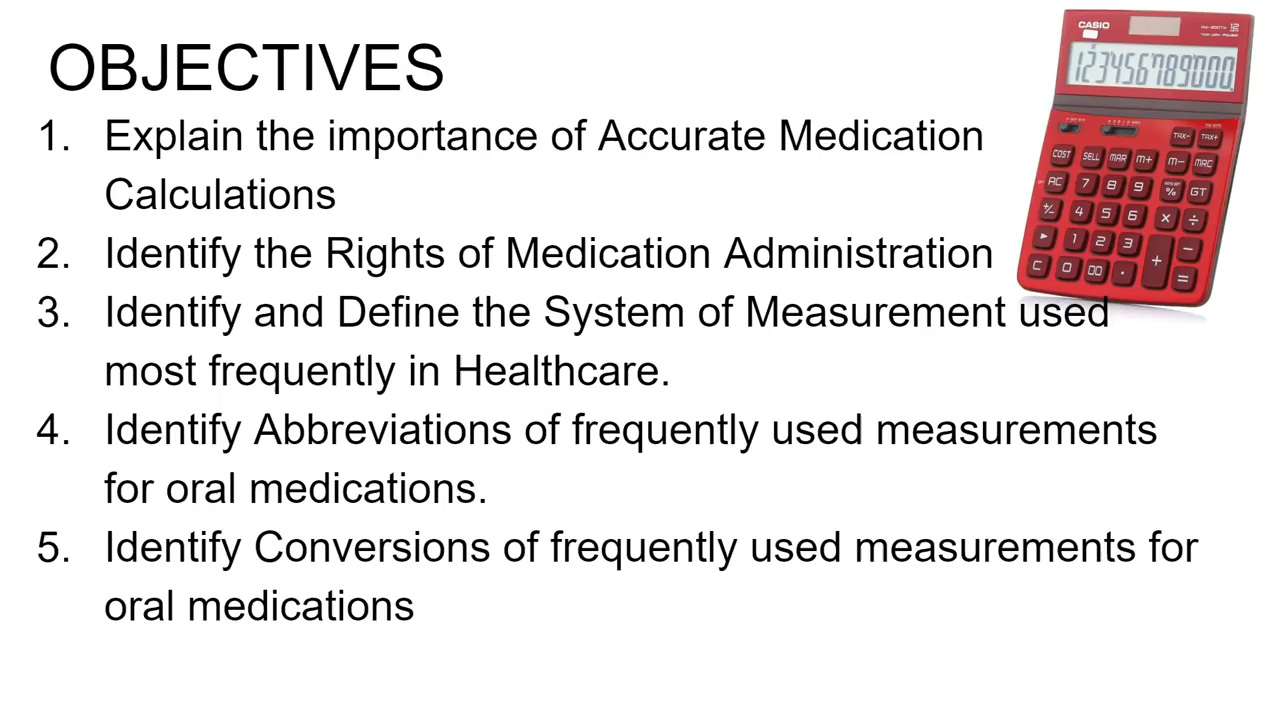 OBJECTIVES
1. Explain the importance of Accurate Medication
Calculations
2. Identify the Rights of Medication Administration
3. Identify and Define the System of Measurement used
most frequently in Healthcare.
4. Identify Abbreviations of frequently used measurements
for oral medications.
5. Identify Conversions of frequently used measurements for
oral medications
CASIO
123456789000.
TAX- TAX+
COST SELL MAR M+ M- MRC
AC 7 8 9 % GT
+/- 4 5 6 × ÷
▶ 1 2 3 + −
C 0 00 · =